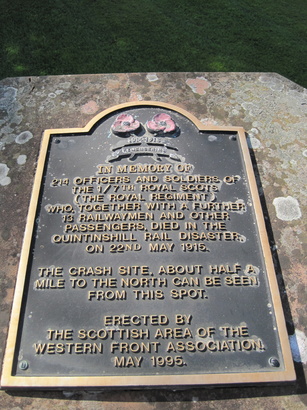 IN MEMORY OF
214 OFFICERS AND SOLDIERS OF
THE 1/7TH ROYAL SCOTS
(THE ROYAL REGIMENT)
WHO, TOGETHER WITH A FURTHER
13 RAILWAYMEN AND OTHER
PASSENGERS, DIED IN THE
QUINTINSHILL RAIL DISASTER,
ON 22ND MAY 1915.
THE CRASH SITE, ABOUT HALF A
MILE TO THE NORTH CAN BE SEEN
FROM THIS SPOT.
ERECTED BY
THE SCOTTISH AREA OF THE
WESTERN FRONT ASSOCIATION.
MAY 1995.